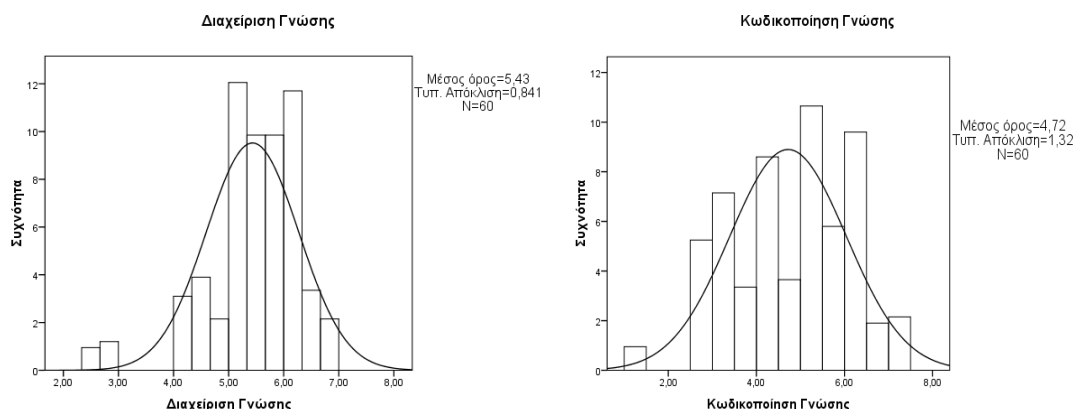 Διαχείριση Γνώσης
Συχνότητα
12
10
8
6
4
2
0
2,00 3,00 4,00 5,00 6,00 7,00 8,00
Διαχείριση Γνώσης
Μέσος όρος=5,43
Τυπ. Απόκλιση=0,841
N=60
Κωδικοποίηση Γνώσης
Συχνότητα
12
10
8
6
4
2
0
2,00 4,00 6,00 8,00
Κωδικοποίηση Γνώσης
Μέσος όρος=4,72
Τυπ. Απόκλιση=1,32
N=60